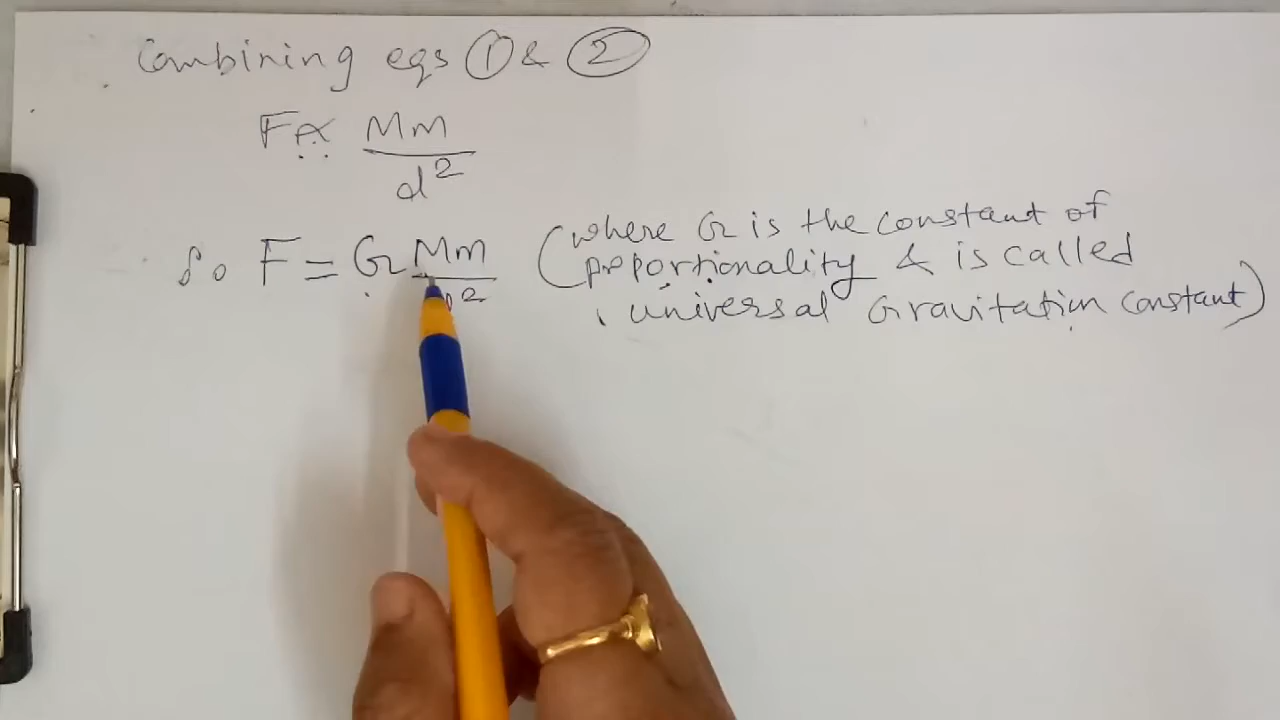 Combining eqs ① & ②
F ∝ Mm
d²
So F = G Mm
d²
(where G is the constant of
proportionality & is called
universal Gravitation constant)